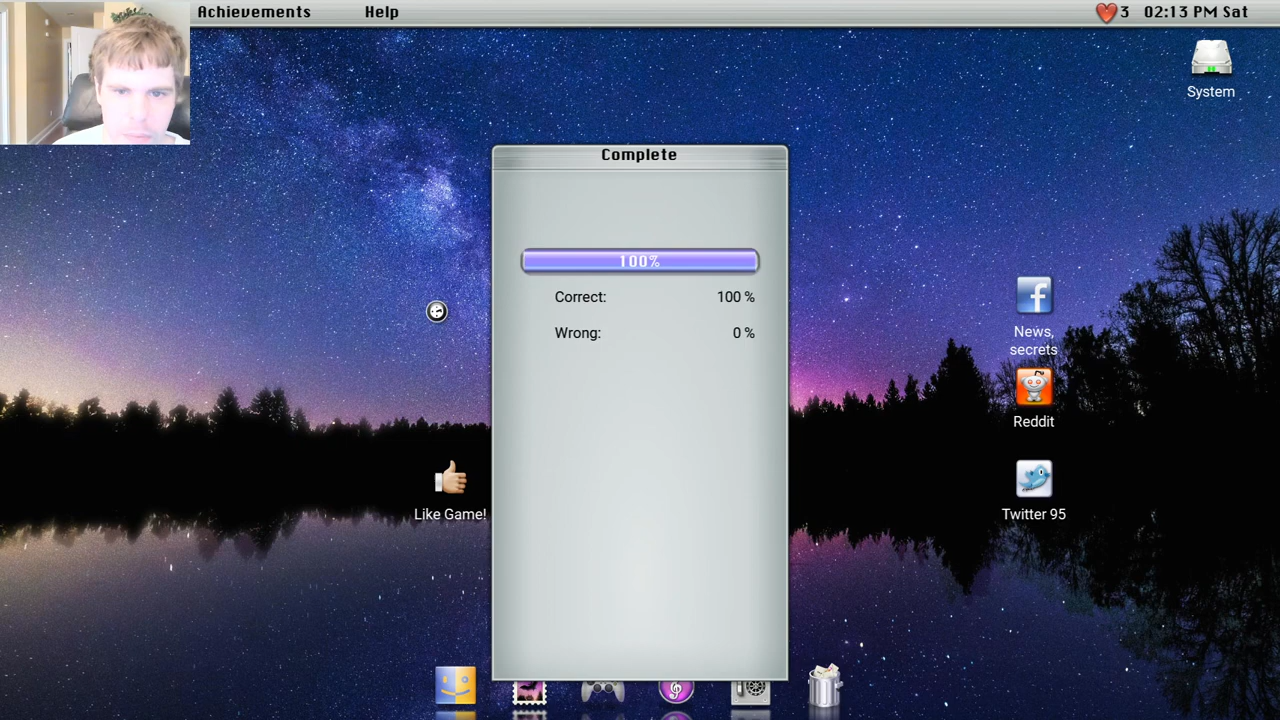 Achievements Help 3 02:13 PM Sat
System
Complete
100%
Correct: 100 %
Wrong: 0 %
News,
secrets
Reddit
Like Game!
Twitter 95